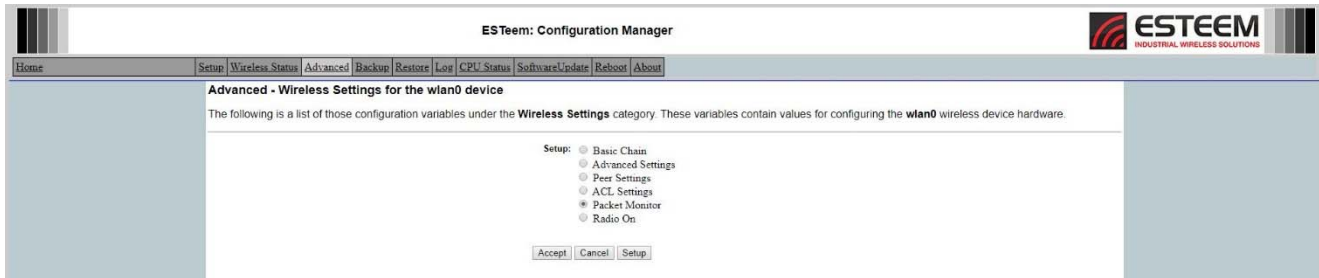 ESTeem: Configuration Manager
ESTEEM
INDUSTRIAL WIRELESS SOLUTIONS
Home Setup Wireless Status Advanced Backup Restore Log CPU Status SoftwareUpdate Reboot About
Advanced - Wireless Settings for the wlan0 device
The following is a list of those configuration variables under the Wireless Settings category. These variables contain values for configuring the wlan0 wireless device hardware.
Setup: Basic Chain
Advanced Settings
Peer Settings
ACL Settings
Packet Monitor
Radio On
Accept Cancel Setup